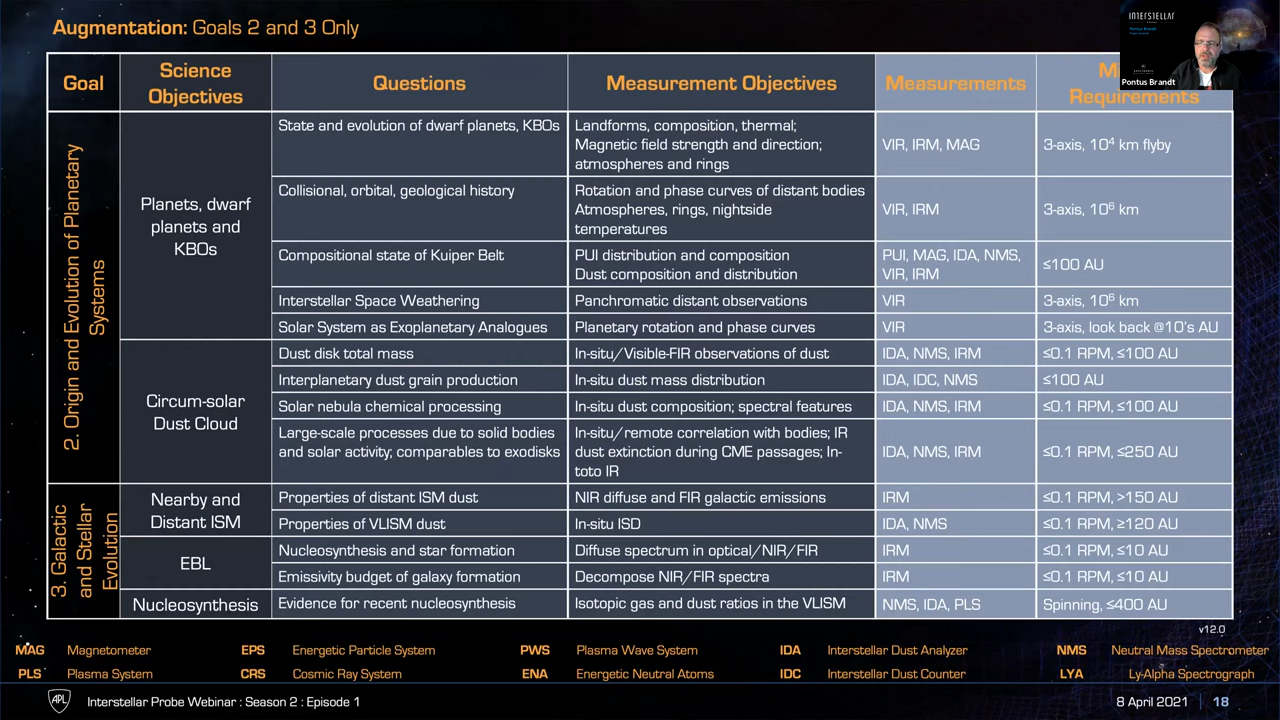 Augmentation: Goals 2 and 3 Only
INTERSTELLAR
Pontus Brandt
Pontus Brandt
Goal
Science
Objectives
Questions
Measurement Objectives
Measurements
Requirements
2. Origin and Evolution of Planetary
Systems
Planets, dwarf
planets and
KBOs
State and evolution of dwarf planets, KBOs
Landforms, composition, thermal;
Magnetic field strength and direction;
atmospheres and rings
VIR, IRM, MAG
3-axis, 10⁴ km flyby
Collisional, orbital, geological history
Rotation and phase curves of distant bodies
Atmospheres, rings, nightside
temperatures
VIR, IRM
3-axis, 10⁶ km
Compositional state of Kuiper Belt
PUI distribution and composition
Dust composition and distribution
PUI, MAG, IDA, NMS,
VIR, IRM
≤100 AU
Interstellar Space Weathering
Panchromatic distant observations
VIR
3-axis, 10⁶ km
Solar System as Exoplanetary Analogues
Planetary rotation and phase curves
VIR
3-axis, look back @10's AU
Circum-solar
Dust Cloud
Dust disk total mass
In-situ/Visible-FIR observations of dust
IDA, NMS, IRM
≤0.1 RPM, ≤100 AU
Interplanetary dust grain production
In-situ dust mass distribution
IDA, IDC, NMS
≤100 AU
Solar nebula chemical processing
In-situ dust composition; spectral features
IDA, NMS, IRM
≤0.1 RPM, ≤100 AU
Large-scale processes due to solid bodies
and solar activity; comparables to exodisks
In-situ/remote correlation with bodies; IR
dust extinction during CME passages; In-
toto IR
IDA, NMS, IRM
≤0.1 RPM, ≤250 AU
3. Galactic
and Stellar
Evolution
Nearby and
Distant ISM
Properties of distant ISM dust
NIR diffuse and FIR galactic emissions
IRM
≤0.1 RPM, >150 AU
Properties of VLISM dust
In-situ ISD
IDA, NMS
≤0.1 RPM, ≥120 AU
EBL
Nucleosynthesis and star formation
Diffuse spectrum in optical/NIR/FIR
IRM
≤0.1 RPM, ≤10 AU
Emissivity budget of galaxy formation
Decompose NIR/FIR spectra
IRM
≤0.1 RPM, ≤10 AU
Nucleosynthesis
Evidence for recent nucleosynthesis
Isotopic gas and dust ratios in the VLISM
NMS, IDA, PLS
Spinning, ≤400 AU
v12.0
MAG Magnetometer EPS Energetic Particle System PWS Plasma Wave System IDA Interstellar Dust Analyzer NMS Neutral Mass Spectrometer
PLS Plasma System CRS Cosmic Ray System ENA Energetic Neutral Atoms IDC Interstellar Dust Counter LYA Ly-Alpha Spectrograph
APL Interstellar Probe Webinar : Season 2 : Episode 1 8 April 2021 18